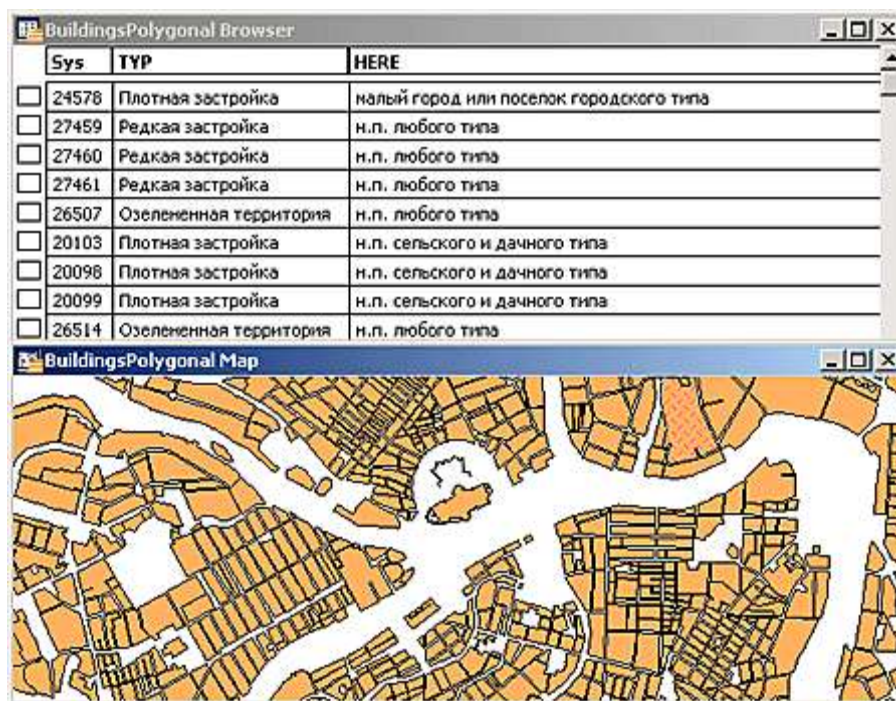 BuildingsPolygonal Browser
Sys TYP HERE
24578 Плотная застройка малый город или поселок городского типа
27459 Редкая застройка н.п. любого типа
27460 Редкая застройка н.п. любого типа
27461 Редкая застройка н.п. любого типа
26507 Озелененная территория н.п. любого типа
20103 Плотная застройка н.п. сельского и дачного типа
20098 Плотная застройка н.п. сельского и дачного типа
20099 Плотная застройка н.п. сельского и дачного типа
26514 Озелененная территория н.п. любого типа
BuildingsPolygonal Map